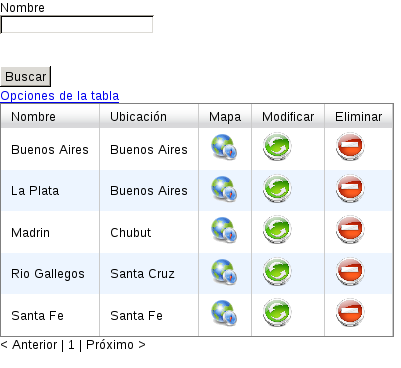 Nombre
Buscar
Opciones de la tabla
Nombre Ubicación Mapa Modificar Eliminar
Buenos Aires Buenos Aires
La Plata Buenos Aires
Madrin Chubut
Rio Gallegos Santa Cruz
Santa Fe Santa Fe
< Anterior | 1 | Próximo >